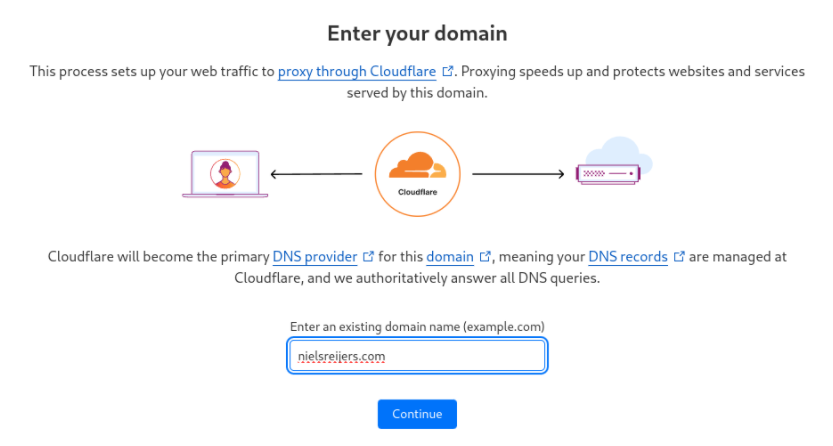 Enter your domain
This process sets up your web traffic to proxy through Cloudflare. Proxying speeds up and protects websites and services
served by this domain.
Cloudflare
Cloudflare will become the primary DNS provider for this domain, meaning your DNS records are managed at
Cloudflare, and we authoritatively answer all DNS queries.
Enter an existing domain name (example.com)
nielsreijers.com
Continue